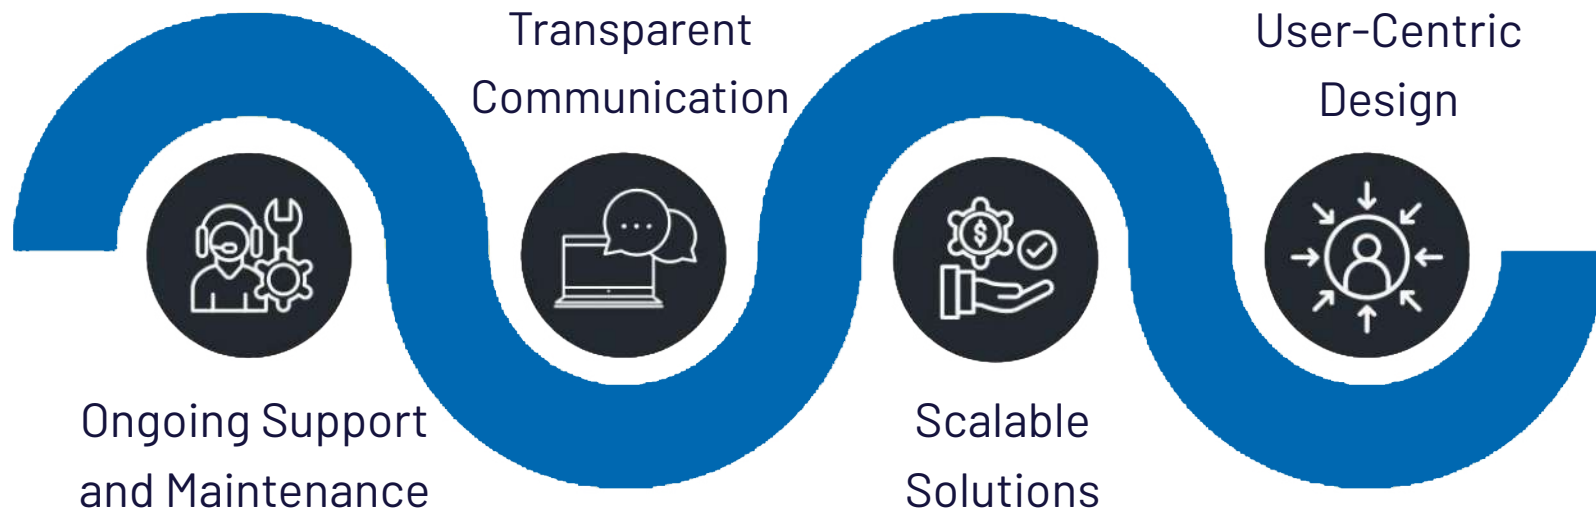 Transparent
Communication
User-Centric
Design
$
Ongoing Support
and Maintenance
Scalable
Solutions